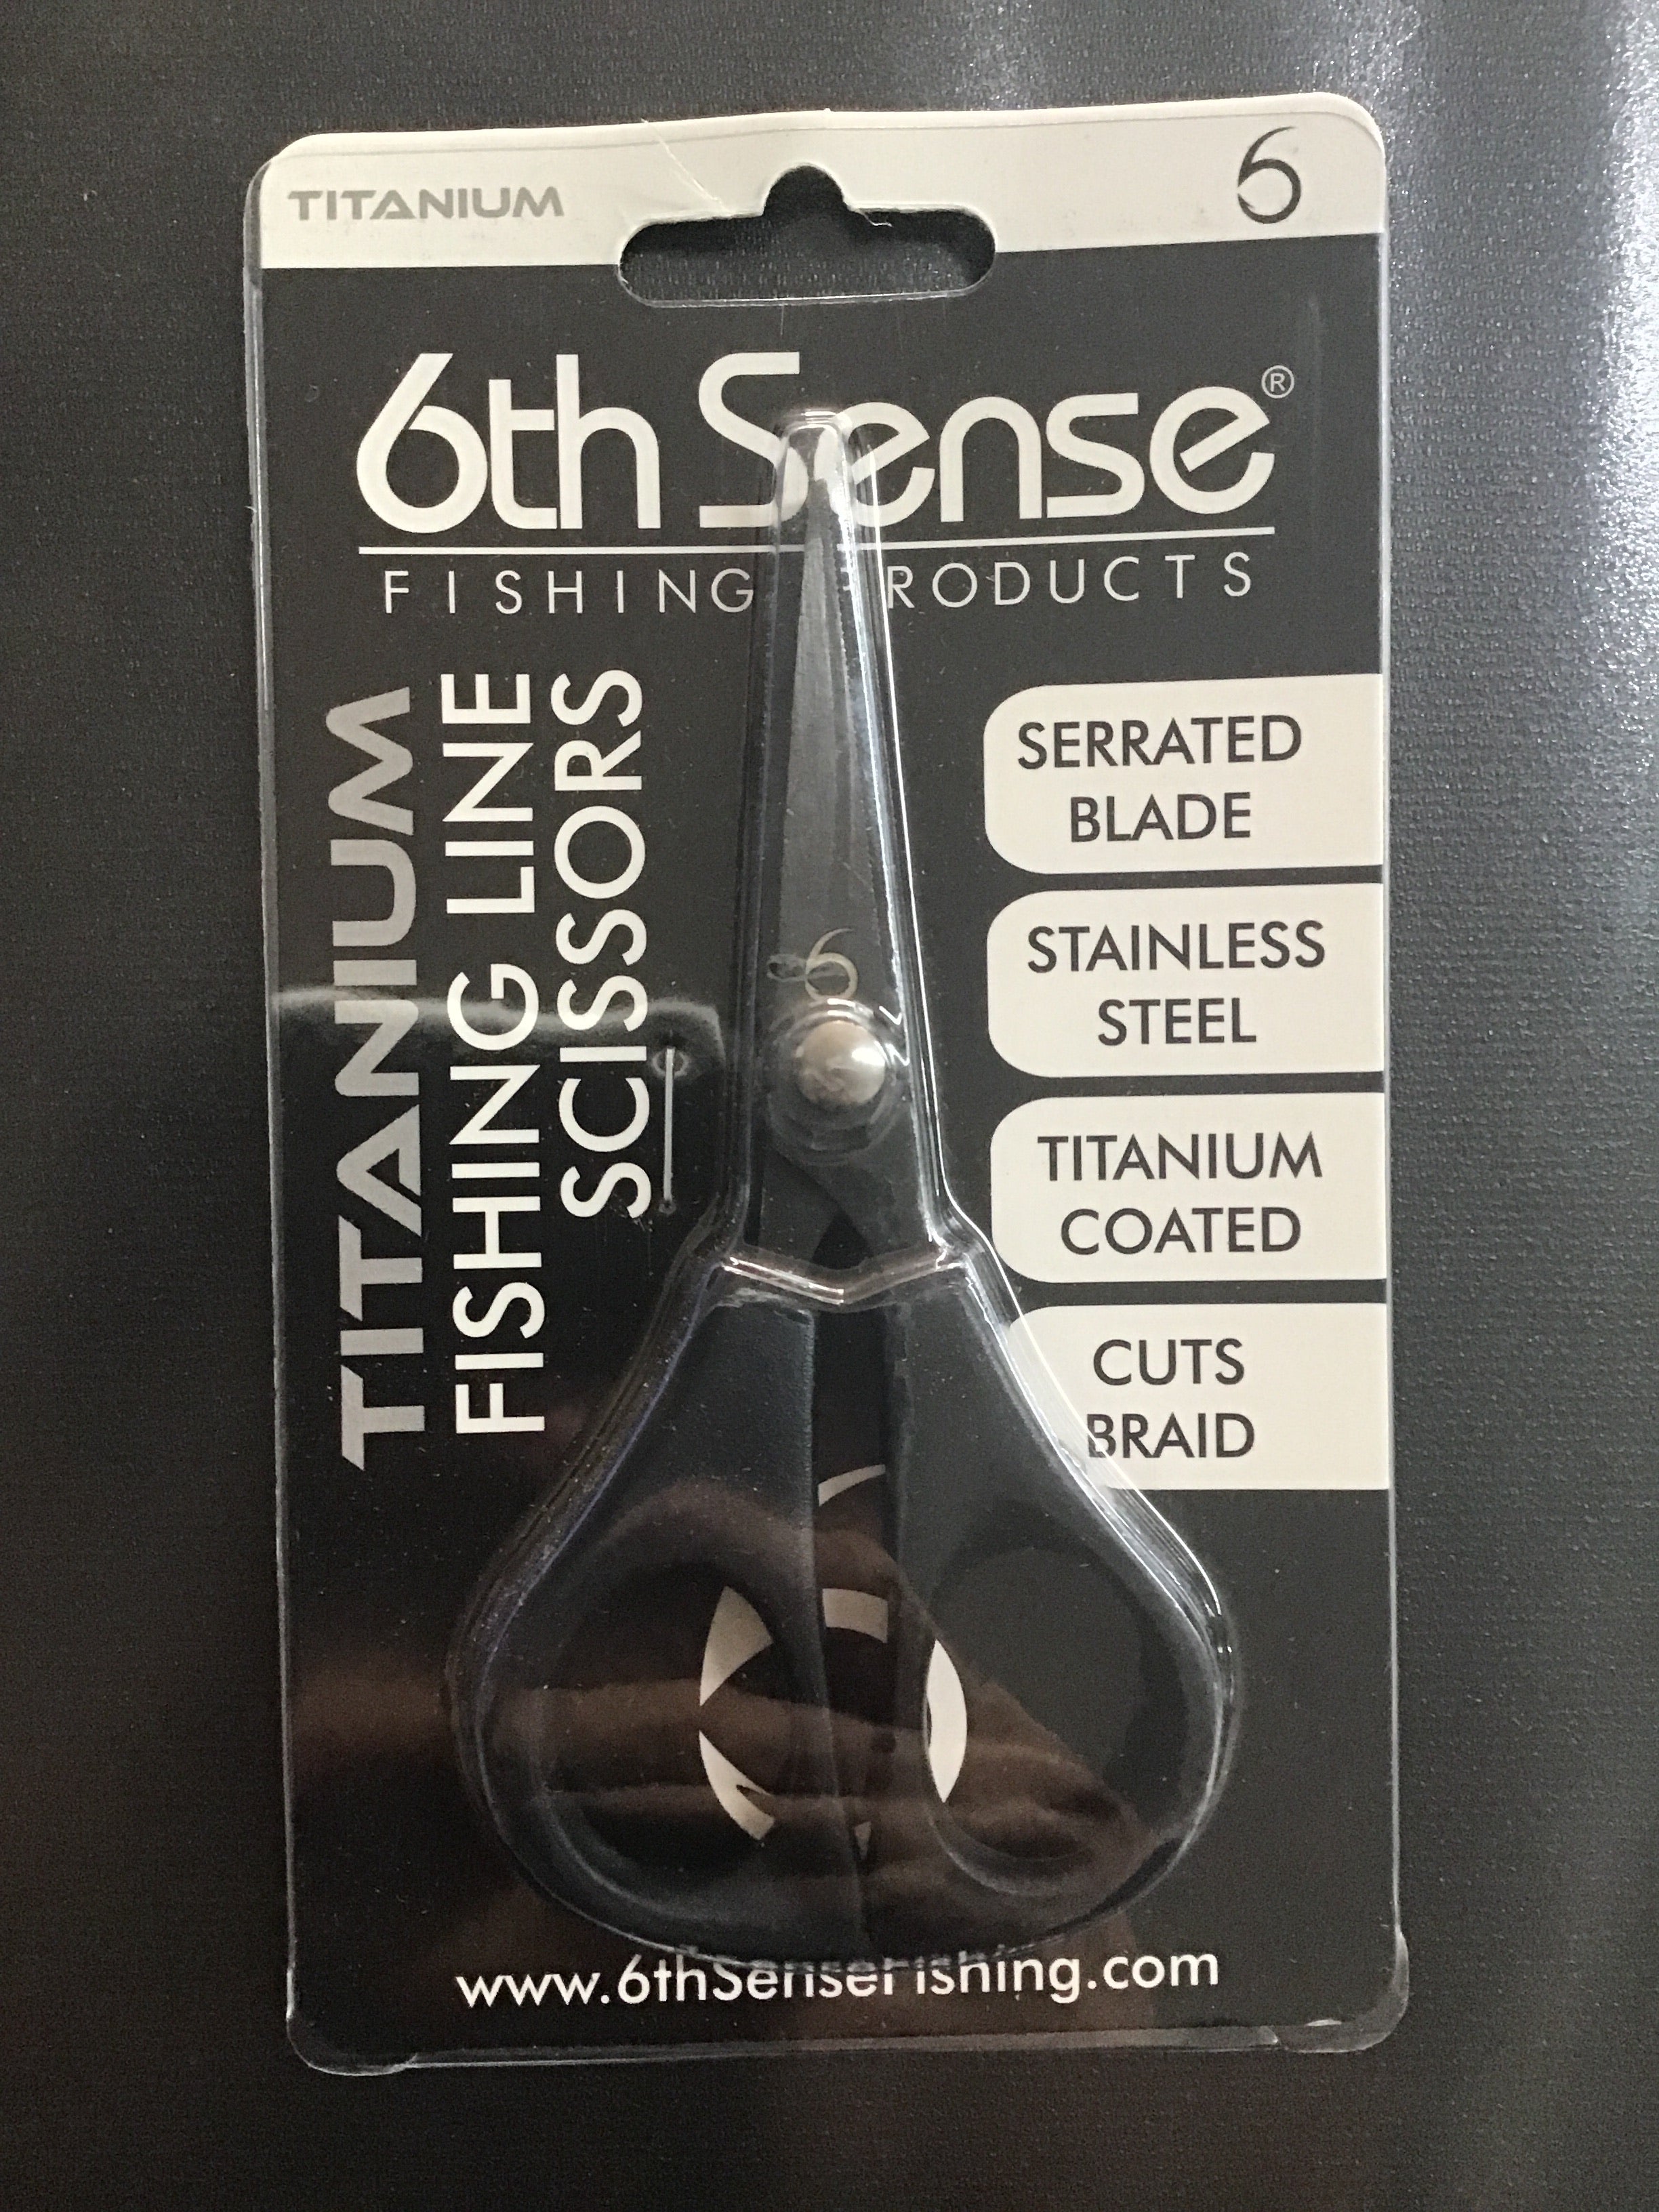 TITANIUM
6
6th Sense®
FISHING PRODUCTS
TITANIUM
FISHING LINE
SCISSORS
SERRATED
BLADE
STAINLESS
STEEL
TITANIUM
COATED
CUTS
BRAID
6
www.6thSenseFishing.com